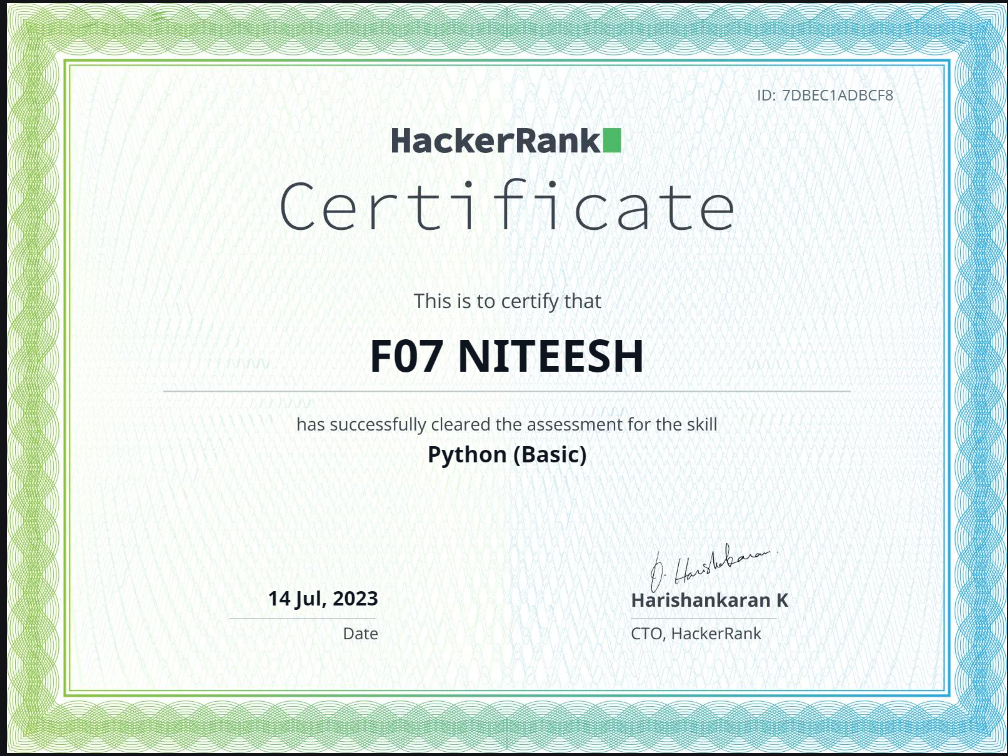 ID: 7DBEC1ADBCF8
HackerRank
Certificate
This is to certify that
F07 NITEESH
has successfully cleared the assessment for the skill
Python (Basic)
14 Jul, 2023
Date
Harishankaran K
CTO, HackerRank